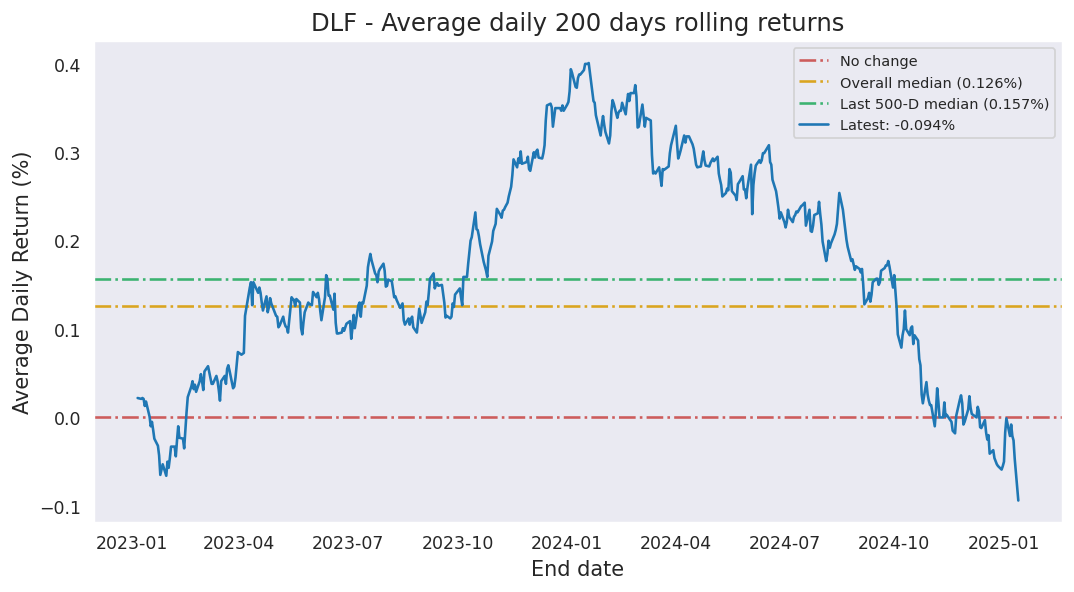 DLF - Average daily 200 days rolling returns
No change
Overall median (0.126%)
Last 500-D median (0.157%)
Latest: -0.094%
Average Daily Return (%)
0.4
0.3
0.2
0.1
0.0
−0.1
2023-01 2023-04 2023-07 2023-10 2024-01 2024-04 2024-07 2024-10 2025-01
End date